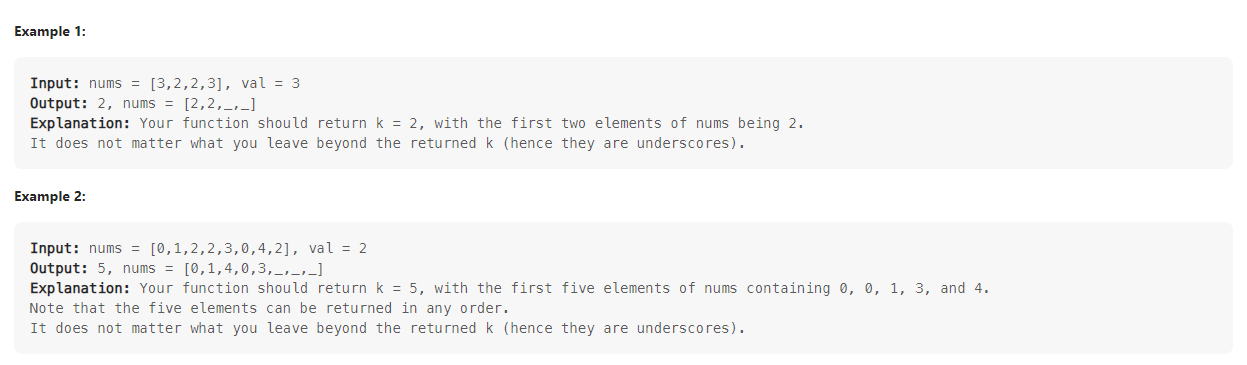 Example 1:
Input: nums = [3,2,2,3], val = 3
Output: 2, nums = [2,2,_,_]
Explanation: Your function should return k = 2, with the first two elements of nums being 2.
It does not matter what you leave beyond the returned k (hence they are underscores).
Example 2:
Input: nums = [0,1,2,2,3,0,4,2], val = 2
Output: 5, nums = [0,1,4,0,3,_,_,_]
Explanation: Your function should return k = 5, with the first five elements of nums containing 0, 0, 1, 3, and 4.
Note that the five elements can be returned in any order.
It does not matter what you leave beyond the returned k (hence they are underscores).